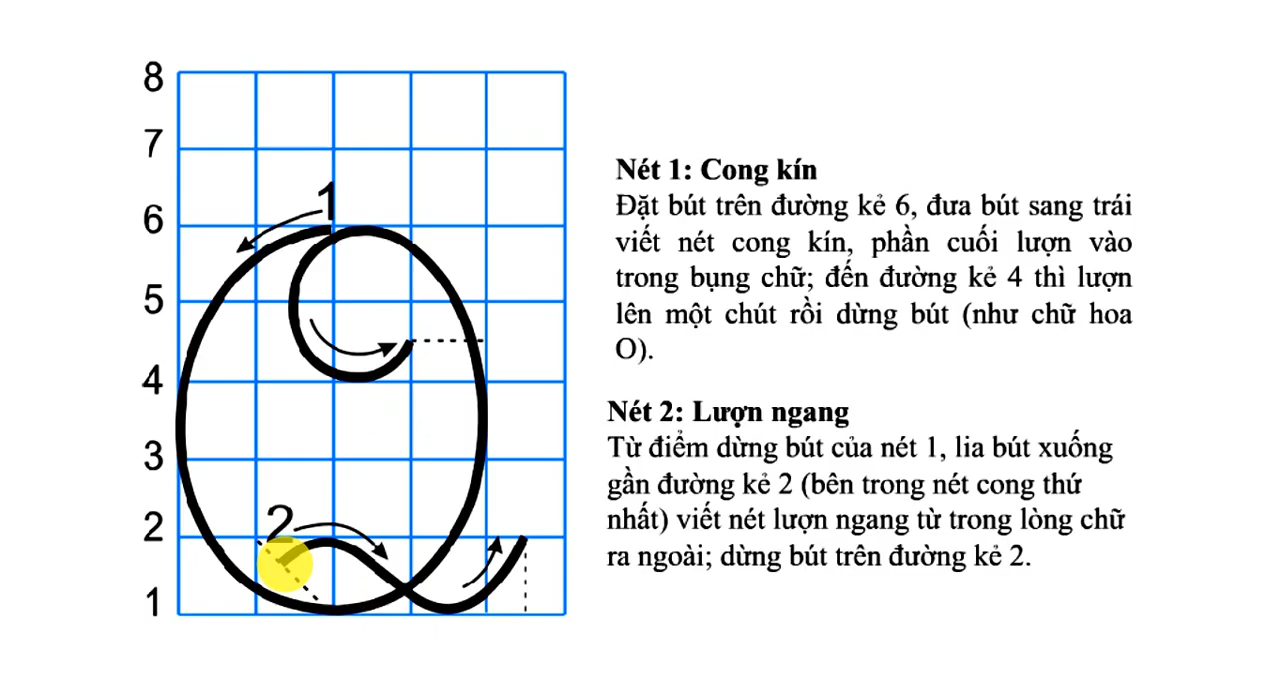 8
7
6
5
4
3
2
1
1
2
Nét 1: Cong kín
Đặt bút trên đường kẻ 6, đưa bút sang trái
viết nét cong kín, phần cuối lượn vào
trong bụng chữ; đến đường kẻ 4 thì lượn
lên một chút rồi dừng bút (như chữ hoa
O).
Nét 2: Lượn ngang
Từ điểm dừng bút của nét 1, lia bút xuống
gần đường kẻ 2 (bên trong nét cong thứ
nhất) viết nét lượn ngang từ trong lòng chữ
ra ngoài; dừng bút trên đường kẻ 2.